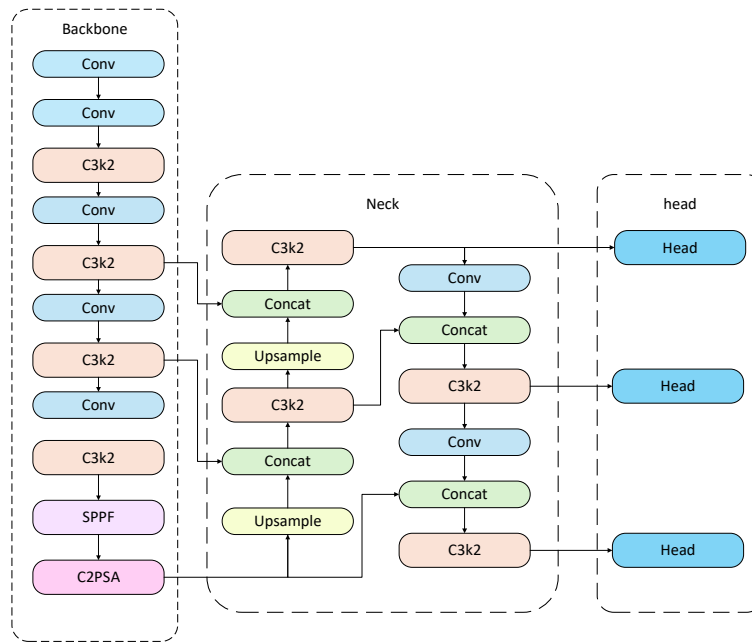 Backbone
Conv
Conv
C3k2
Conv
C3k2
Conv
C3k2
Conv
C3k2
SPPF
C2PSA
Neck
C3k2
Concat
Upsample
C3k2
Concat
Upsample
Conv
Concat
C3k2
Conv
Concat
C3k2
head
Head
Head
Head